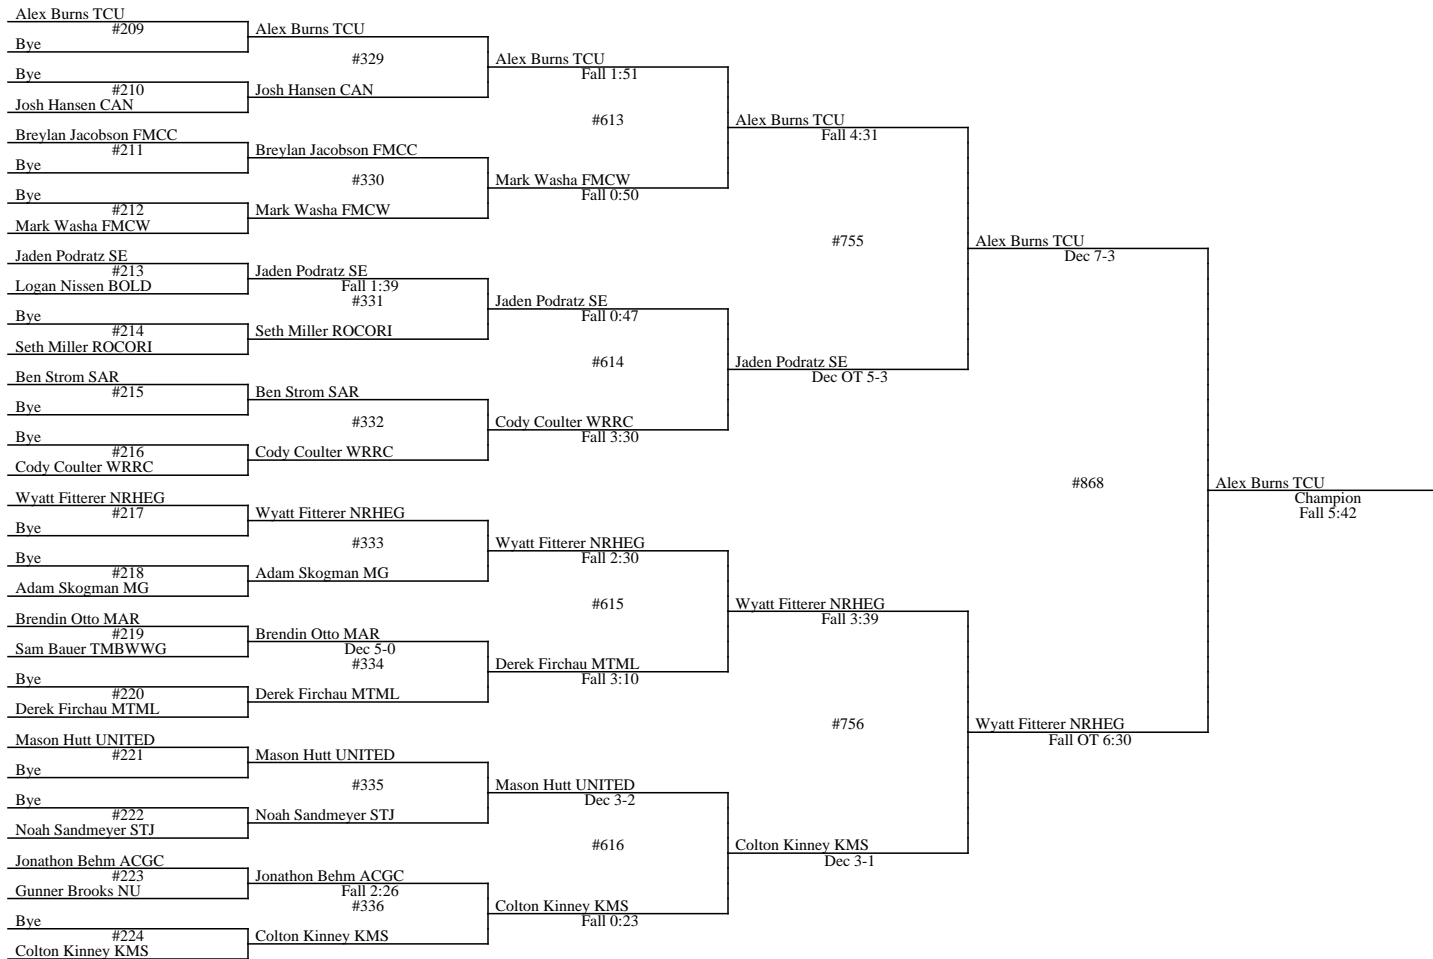 Alex Burns TCU
#209
Bye
Bye
#210
Josh Hansen CAN
Breylan Jacobson FMCC
#211
Bye
Bye
#212
Mark Washa FMCW
Jaden Podratz SE
#213
Logan Nissen BOLD
Bye
#214
Seth Miller ROCORI
Ben Strom SAR
#215
Bye
Bye
#216
Cody Coulter WRRC
Wyatt Fitterer NRHEG
#217
Bye
Bye
#218
Adam Skogman MG
Brendin Otto MAR
#219
Sam Bauer TMBWWG
Bye
#220
Derek Firchau MTML
Mason Hutt UNITED
#221
Bye
Bye
#222
Noah Sandmeyer STJ
Jonathon Behm ACGC
#223
Gunner Brooks NU
Bye
#224
Colton Kinney KMS
Alex Burns TCU
#329
Josh Hansen CAN
Breylan Jacobson FMCC
#330
Mark Washa FMCW
Jaden Podratz SE
Fall 1:39
#331
Seth Miller ROCORI
Ben Strom SAR
#332
Cody Coulter WRRC
Wyatt Fitterer NRHEG
#333
Adam Skogman MG
Brendin Otto MAR
Dec 5-0
#334
Derek Firchau MTML
Mason Hutt UNITED
#335
Noah Sandmeyer STJ
Jonathon Behm ACGC
Fall 2:26
#336
Colton Kinney KMS
Alex Burns TCU
Fall 1:51
#613
Mark Washa FMCW
Fall 0:50
Jaden Podratz SE
Fall 0:47
#614
Cody Coulter WRRC
Fall 3:30
Wyatt Fitterer NRHEG
Fall 2:30
#615
Derek Firchau MTML
Fall 3:10
Mason Hutt UNITED
Dec 3-2
#616
Colton Kinney KMS
Fall 0:23
Alex Burns TCU
Fall 4:31
#755
Jaden Podratz SE
Dec OT 5-3
Wyatt Fitterer NRHEG
Fall 3:39
#756
Colton Kinney KMS
Dec 3-1
Alex Burns TCU
Dec 7-3
#868
Wyatt Fitterer NRHEG
Fall OT 6:30
Alex Burns TCU
Champion
Fall 5:42